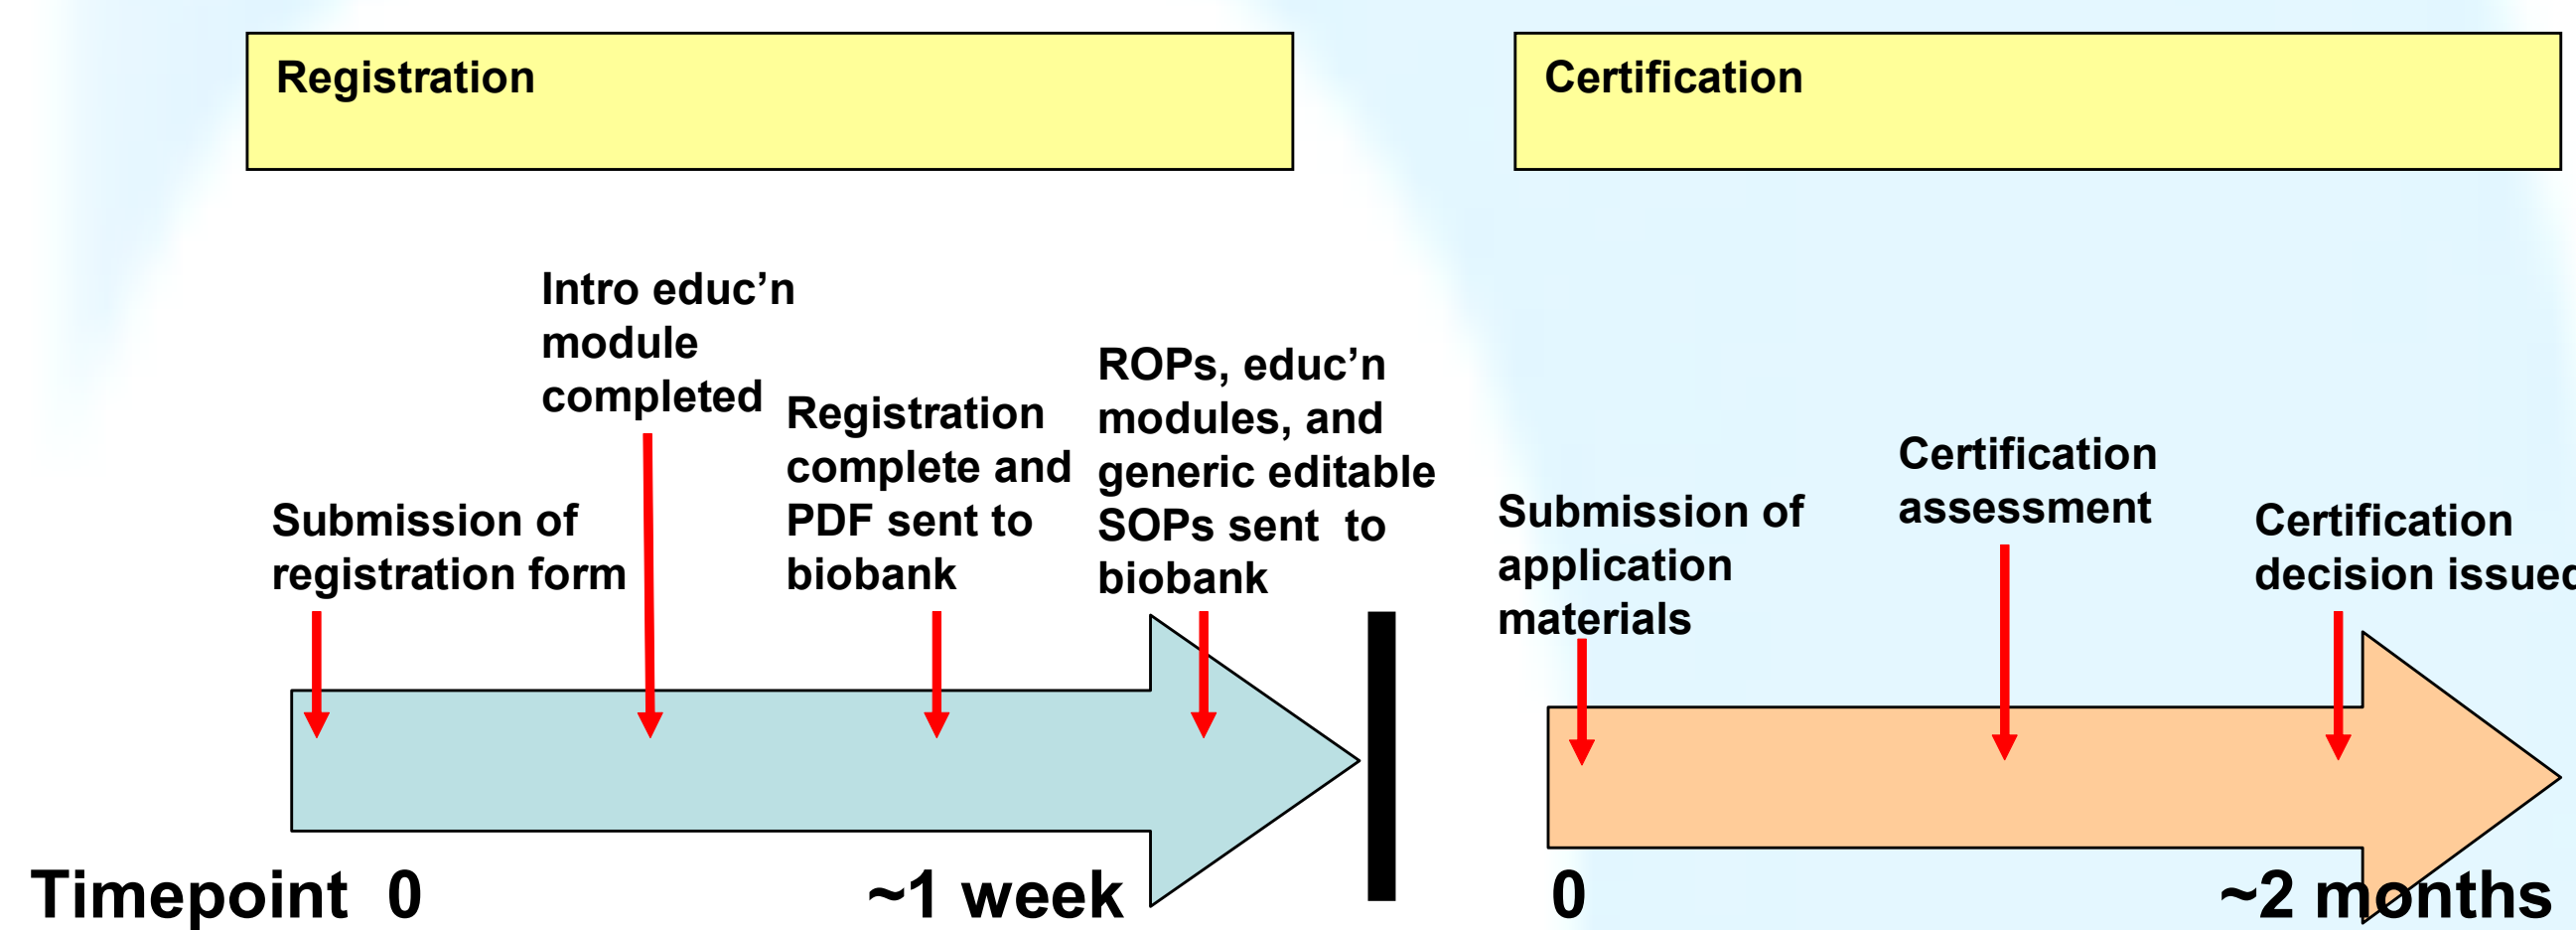 Registration
Certification
Intro educ’n
module
completed
Submission of
registration form
Registration
complete and
PDF sent to
biobank
ROPs, educ’n
modules, and
generic editable
SOPs sent  to
biobank
Submission of
application
materials
Certification
assessment
Certification
decision issued
Timepoint  0
~1 week
0
~2 months